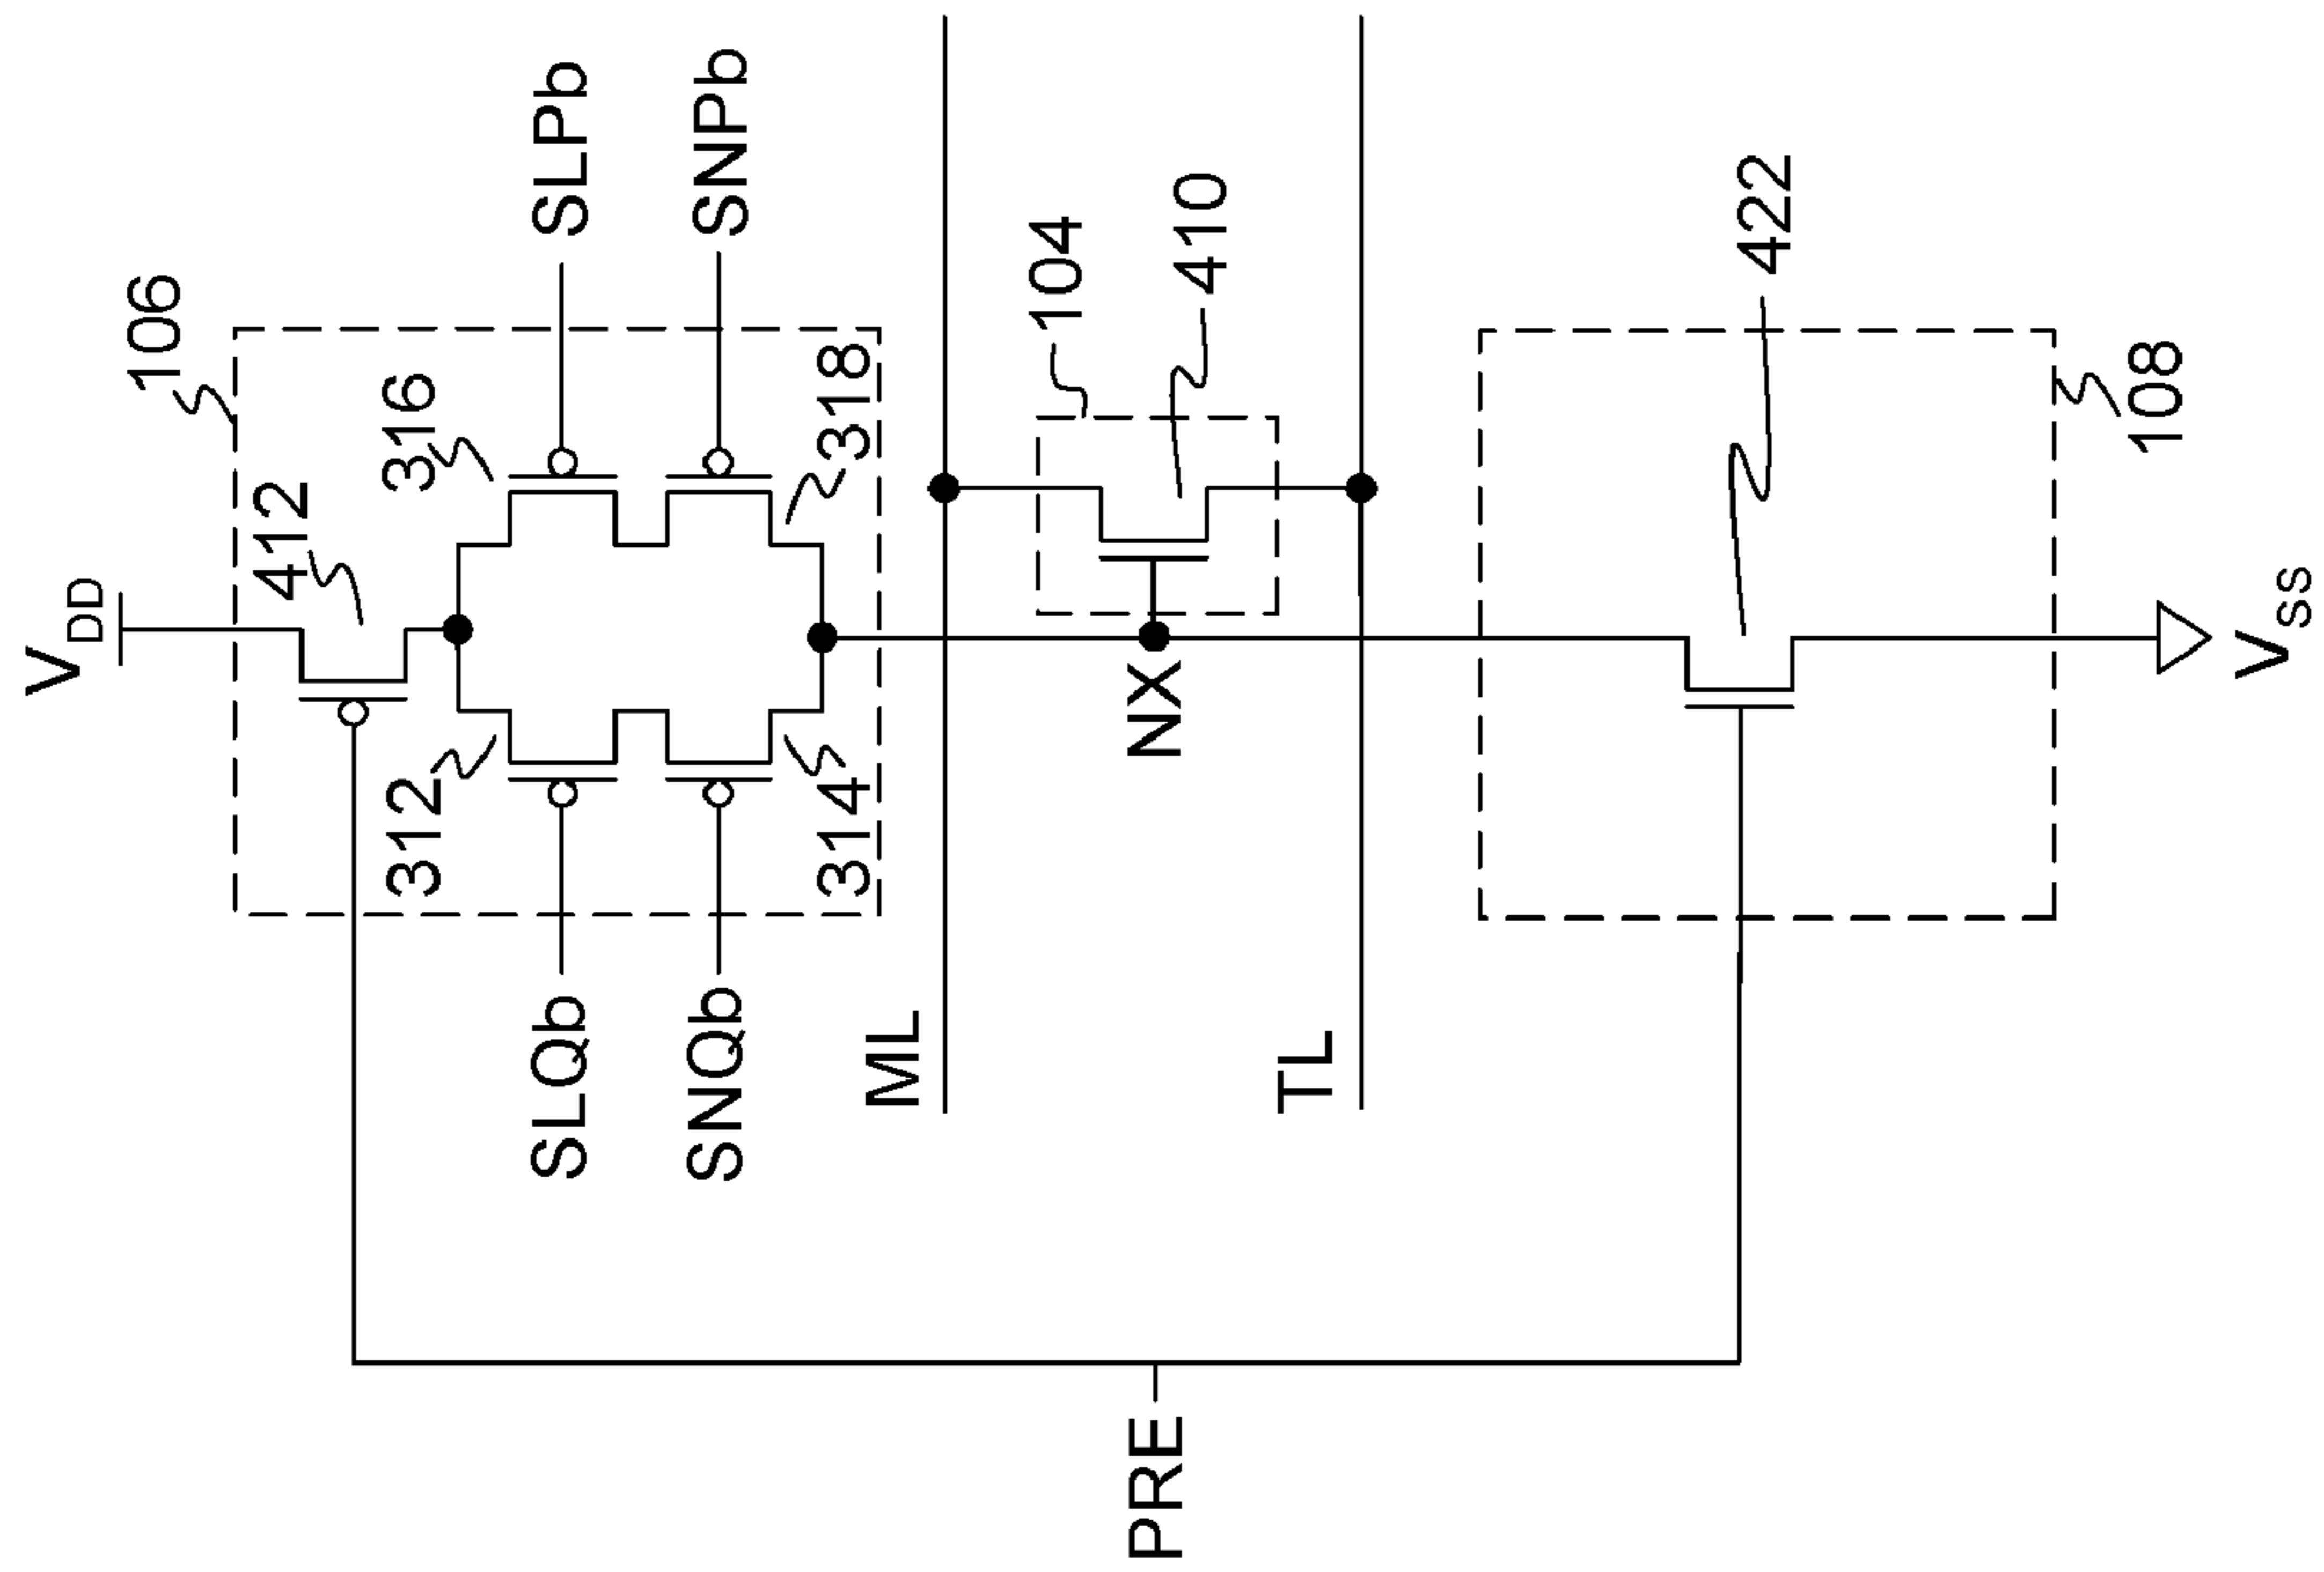 V_DD
106
412
316
SLPb
SNPb
312
314
318
SLQb
SNQb
ML
104
410
NX
TL
422
108
V_SS
PRE